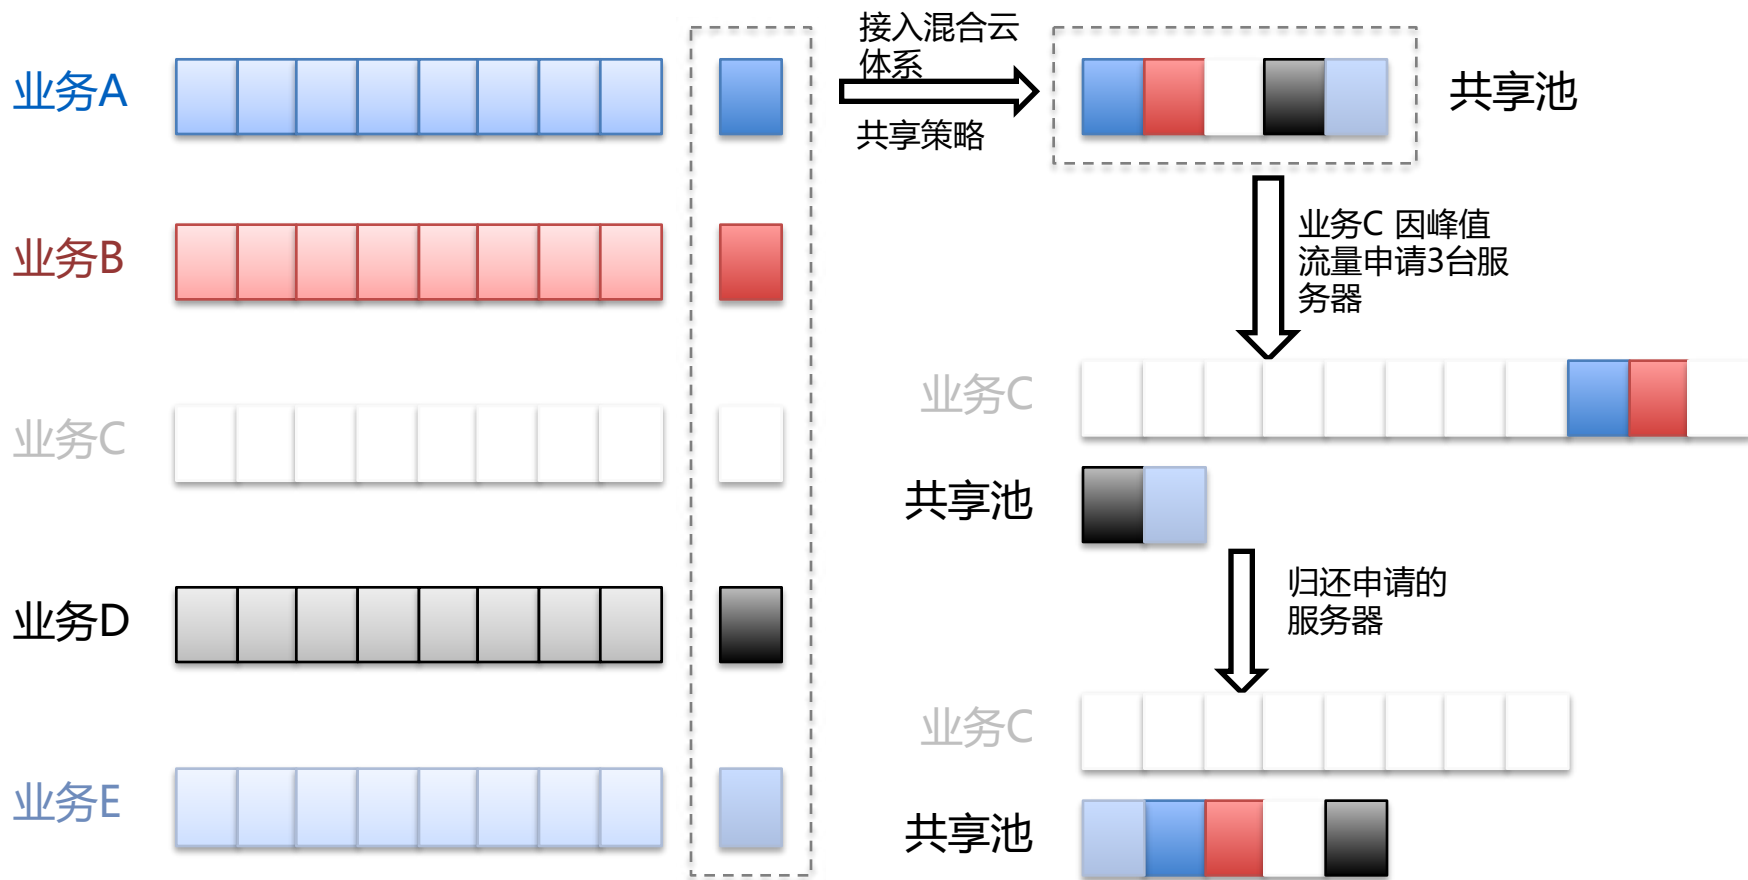 业务A
业务B
业务C
业务D
业务E
接入混合云
体系
共享策略
共享池
业务C 因峰值
流量申请3台服
务器
业务C
共享池
归还申请的
服务器
业务C
共享池